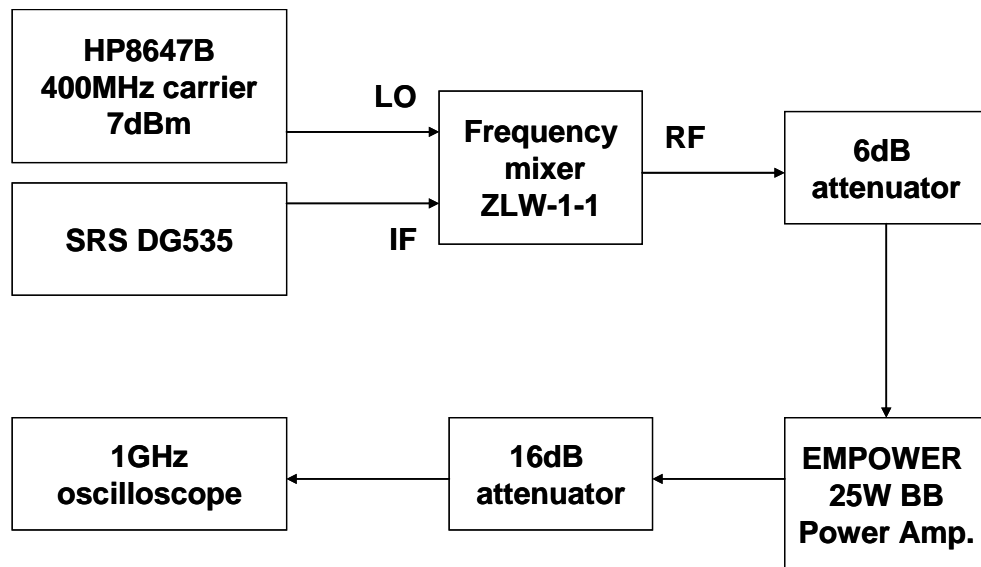 HP8647B
400MHz carrier
7dBm
LO
Frequency
mixer
ZLW-1-1
RF
6dB
attenuator
SRS DG535
IF
1GHz
oscilloscope
16dB
attenuator
EMPOWER
25W BB
Power Amp.